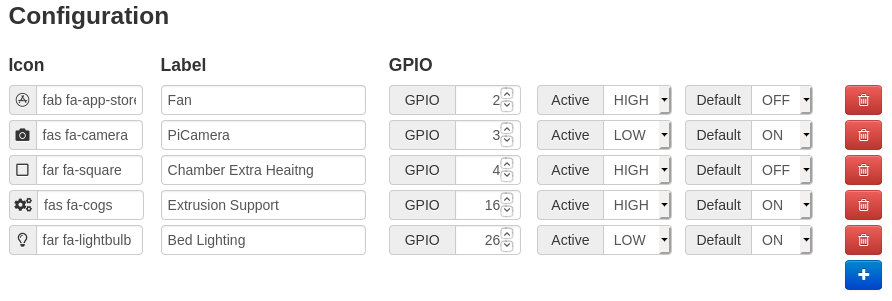 Configuration
Icon Label GPIO
fab fa-app-store Fan GPIO 2 Active HIGH Default OFF
fas fa-camera PiCamera GPIO 3 Active LOW Default ON
far fa-square Chamber Extra Heaitng GPIO 4 Active HIGH Default OFF
fas fa-cogs Extrusion Support GPIO 16 Active HIGH Default ON
far fa-lightbulb Bed Lighting GPIO 26 Active LOW Default ON